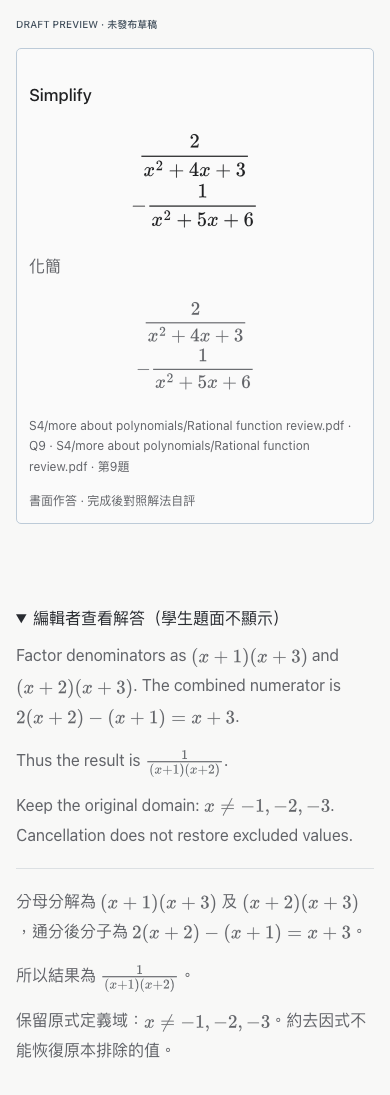 DRAFT PREVIEW · 未發布草稿
Simplify
2
x² + 4x + 3
1
−
x² + 5x + 6
化簡
2
x² + 4x + 3
1
−
x² + 5x + 6
S4/more about polynomials/Rational function review.pdf ·
Q9 · S4/more about polynomials/Rational function
review.pdf · 第9題
書面作答 · 完成後對照解法自評
▼ 編輯者查看解答（學生題面不顯示）
Factor denominators as (x + 1)(x + 3) and
(x + 2)(x + 3). The combined numerator is
2(x + 2) − (x + 1) = x + 3.
Thus the result is 1/((x+1)(x+2)).
Keep the original domain: x ≠ −1, −2, −3.
Cancellation does not restore excluded values.
分母分解為 (x + 1)(x + 3) 及 (x + 2)(x + 3)
，通分後分子為 2(x + 2) − (x + 1) = x + 3。
所以結果為 1/((x+1)(x+2)) 。
保留原式定義域：x ≠ −1, −2, −3。約去因式不
能恢復原本排除的值。